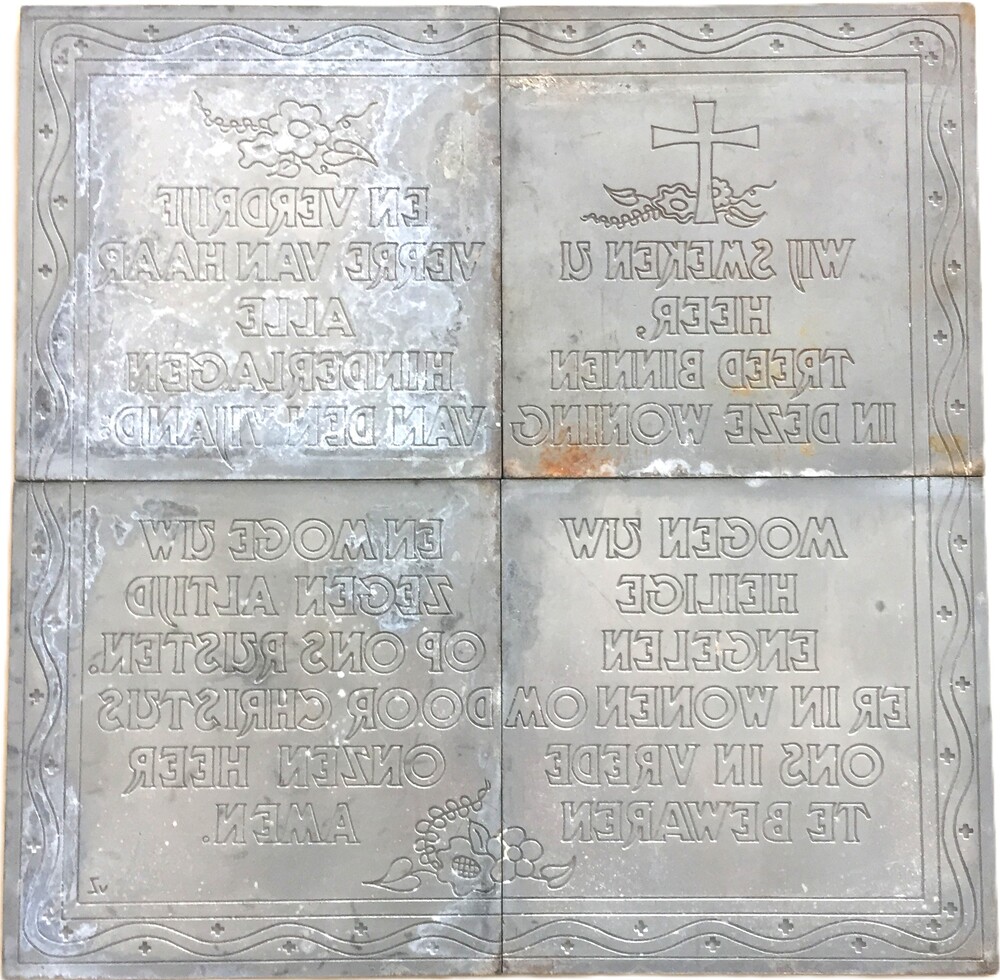 WIJ SMEKEN U
HEER,
TREED BINNEN
IN DEZE WONING
EN VERDRIJF
VERRE VAN HAAR
ALLE
HINDERLAGEN
VAN DEN VIJAND.
MOGEN UW
HEILIGE
ENGELEN
ER IN WONEN OM
ONS IN VREDE
TE BEWAREN
EN MOGE UW
ZEGEN ALTIJD
OP ONS RUSTEN.
DOOR CHRISTUS
ONZEN HEER
AMEN.
vZ